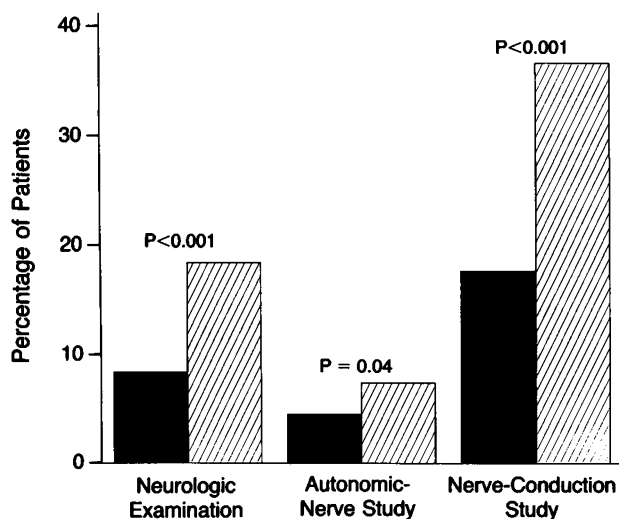 Percentage of Patients
40
30
20
10
0
P<0.001
P = 0.04
P<0.001
Neurologic
Examination
Autonomic-
Nerve Study
Nerve-Conduction
Study